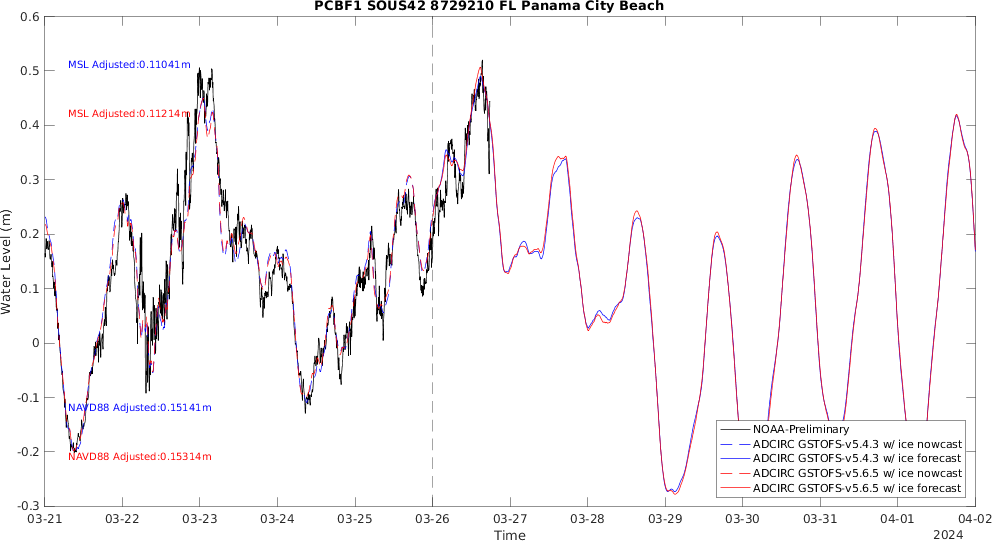 PCBF1 SOUS42 8729210 FL Panama City Beach
0.6
0.5
0.4
0.3
0.2
0.1
0
-0.1
-0.2
-0.3
Water Level (m)
MSL Adjusted:0.11041m
MSL Adjusted:0.11214m
NAVD88 Adjusted:0.15141m
NAVD88 Adjusted:0.15314m
NOAA-Preliminary
ADCIRC GSTOFS-v5.4.3 w/ ice nowcast
ADCIRC GSTOFS-v5.4.3 w/ ice forecast
ADCIRC GSTOFS-v5.6.5 w/ ice nowcast
ADCIRC GSTOFS-v5.6.5 w/ ice forecast
03-21 03-22 03-23 03-24 03-25 03-26 03-27 03-28 03-29 03-30 03-31 04-01 04-02
Time
2024